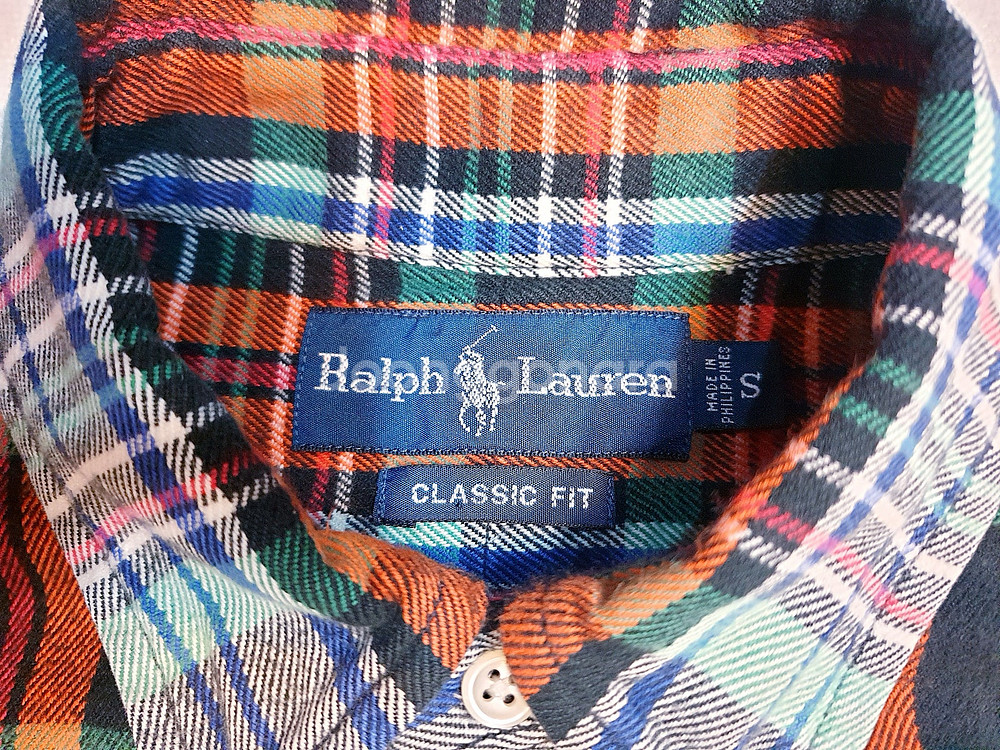 Ralph Lauren
MADE IN
PHILIPPINES
S
CLASSIC FIT